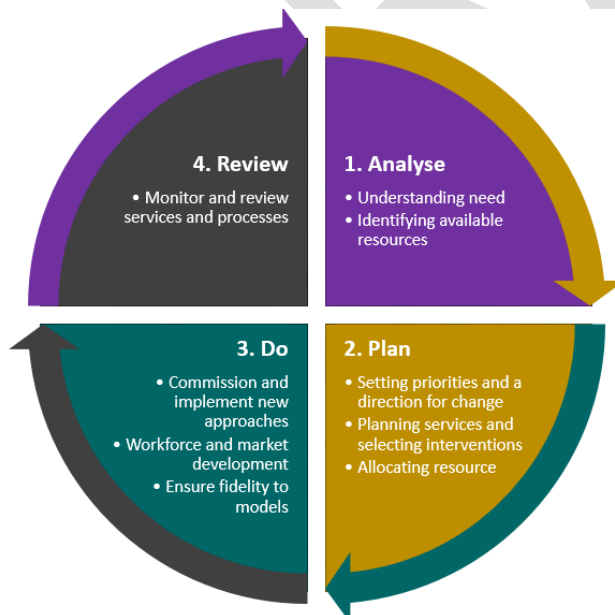 4. Review
• Monitor and review
services and processes
1. Analyse
• Understanding need
• Identifying available
resources
3. Do
• Commission and
implement new
approaches
• Workforce and market
development
• Ensure fidelity to
models
2. Plan
• Setting priorities and a
direction for change
• Planning services and
selecting interventions
• Allocating resource